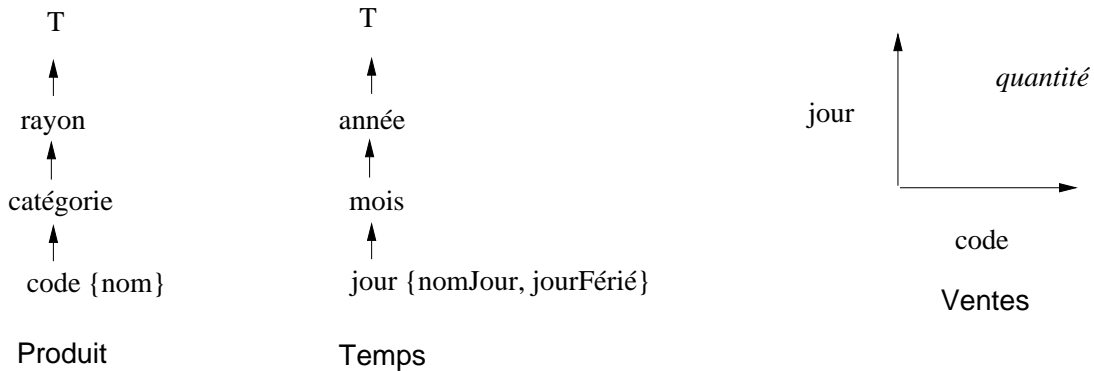 T
rayon
catégorie
code {nom}
Produit
T
année
mois
jour {nomJour, jourFérié}
Temps
quantité
jour
code
Ventes